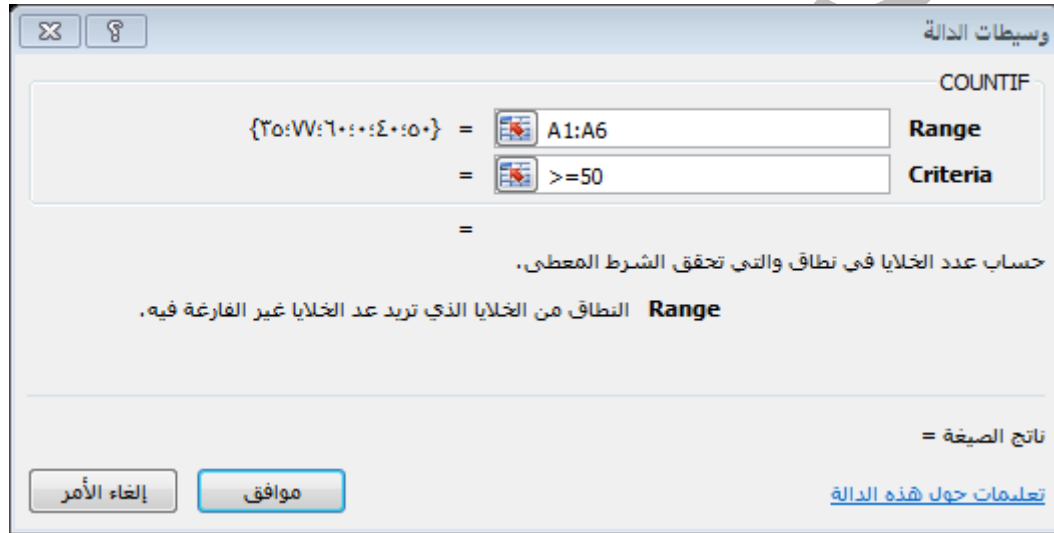 وسيطات الدالة
COUNTIF
Range A1:A6 = {٣٥؛٧٧؛٦٠؛٠؛٤٠؛٥٠}
Criteria >=50 =
=
حساب عدد الخلايا في نطاق والتي تحقق الشرط المعطى.
Range النطاق من الخلايا الذي تريد عد الخلايا غير الفارغة فيه.
ناتج الصيغة =
تعليمات حول هذه الدالة
موافق
إلغاء الأمر